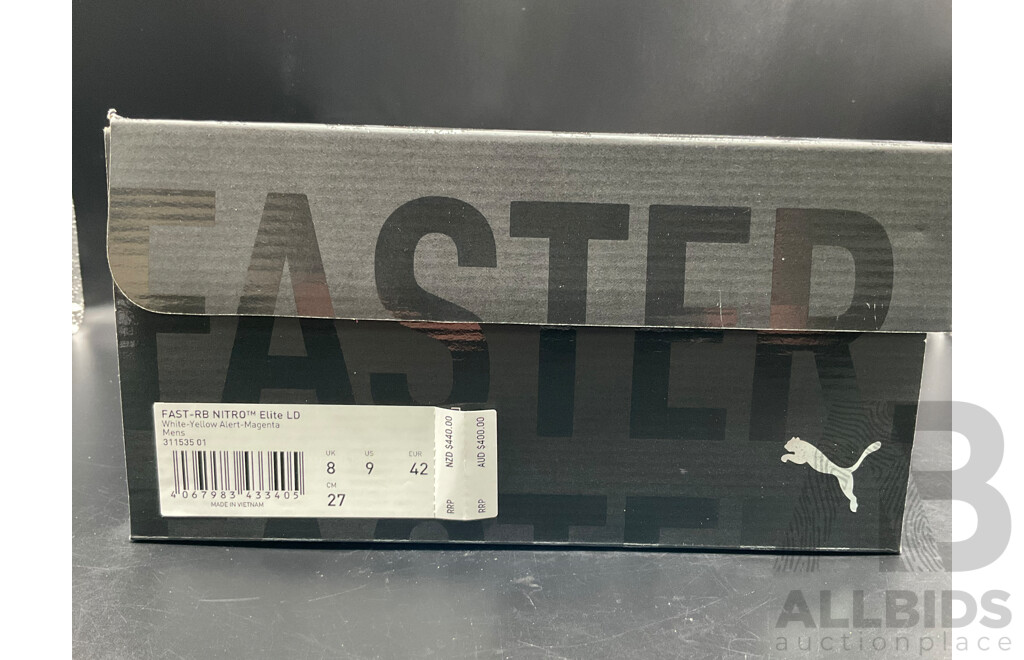 FASTER
FAST-RB NITRO™ Elite LD
White-Yellow Alert-Magenta
Mens
311535 01
UK US EUR
8 9 42
CM
27
4 067983 433405
MADE IN VIETNAM
RRP NZD $440.00
RRP AUD $400.00
FASTER
AB
ALLBIDS
auctionplace